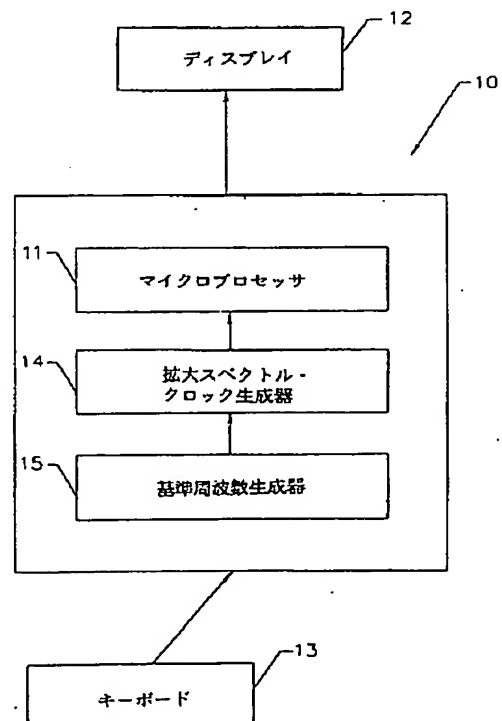 12
ディスプレイ
10
11
マイクロプロセッサ
14
拡大スペクトル・
クロック生成器
15
基準周波数生成器
13
キーボード